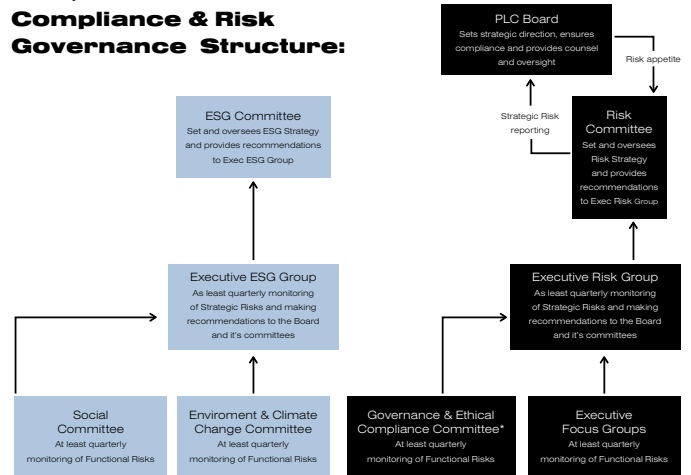 Compliance & Risk
Governance Structure:
PLC Board
Sets strategic direction, ensures
compliance and provides counsel
and oversight
Risk appetite
Strategic Risk
reporting
ESG Committee
Set and oversees ESG Strategy
and provides recommendations
to Exec ESG Group
Risk
Committee
Set and oversees
Risk Strategy
and provides
recommendations
to Exec Risk Group
Executive ESG Group
As least quarterly monitoring
of Strategic Risks and making
recommendations to the Board
and it's committees
Executive Risk Group
As least quarterly monitoring
of Strategic Risks and making
recommendations to the Board
and it's committees
Social
Committee
At least quarterly
monitoring of Functional Risks
Enviroment & Climate
Change Committee
At least quarterly
monitoring of Functional Risks
Governance & Ethical
Compliance Committee*
At least quarterly
monitoring of Functional Risks
Executive
Focus Groups
At least quarterly
monitoring of Functional Risks